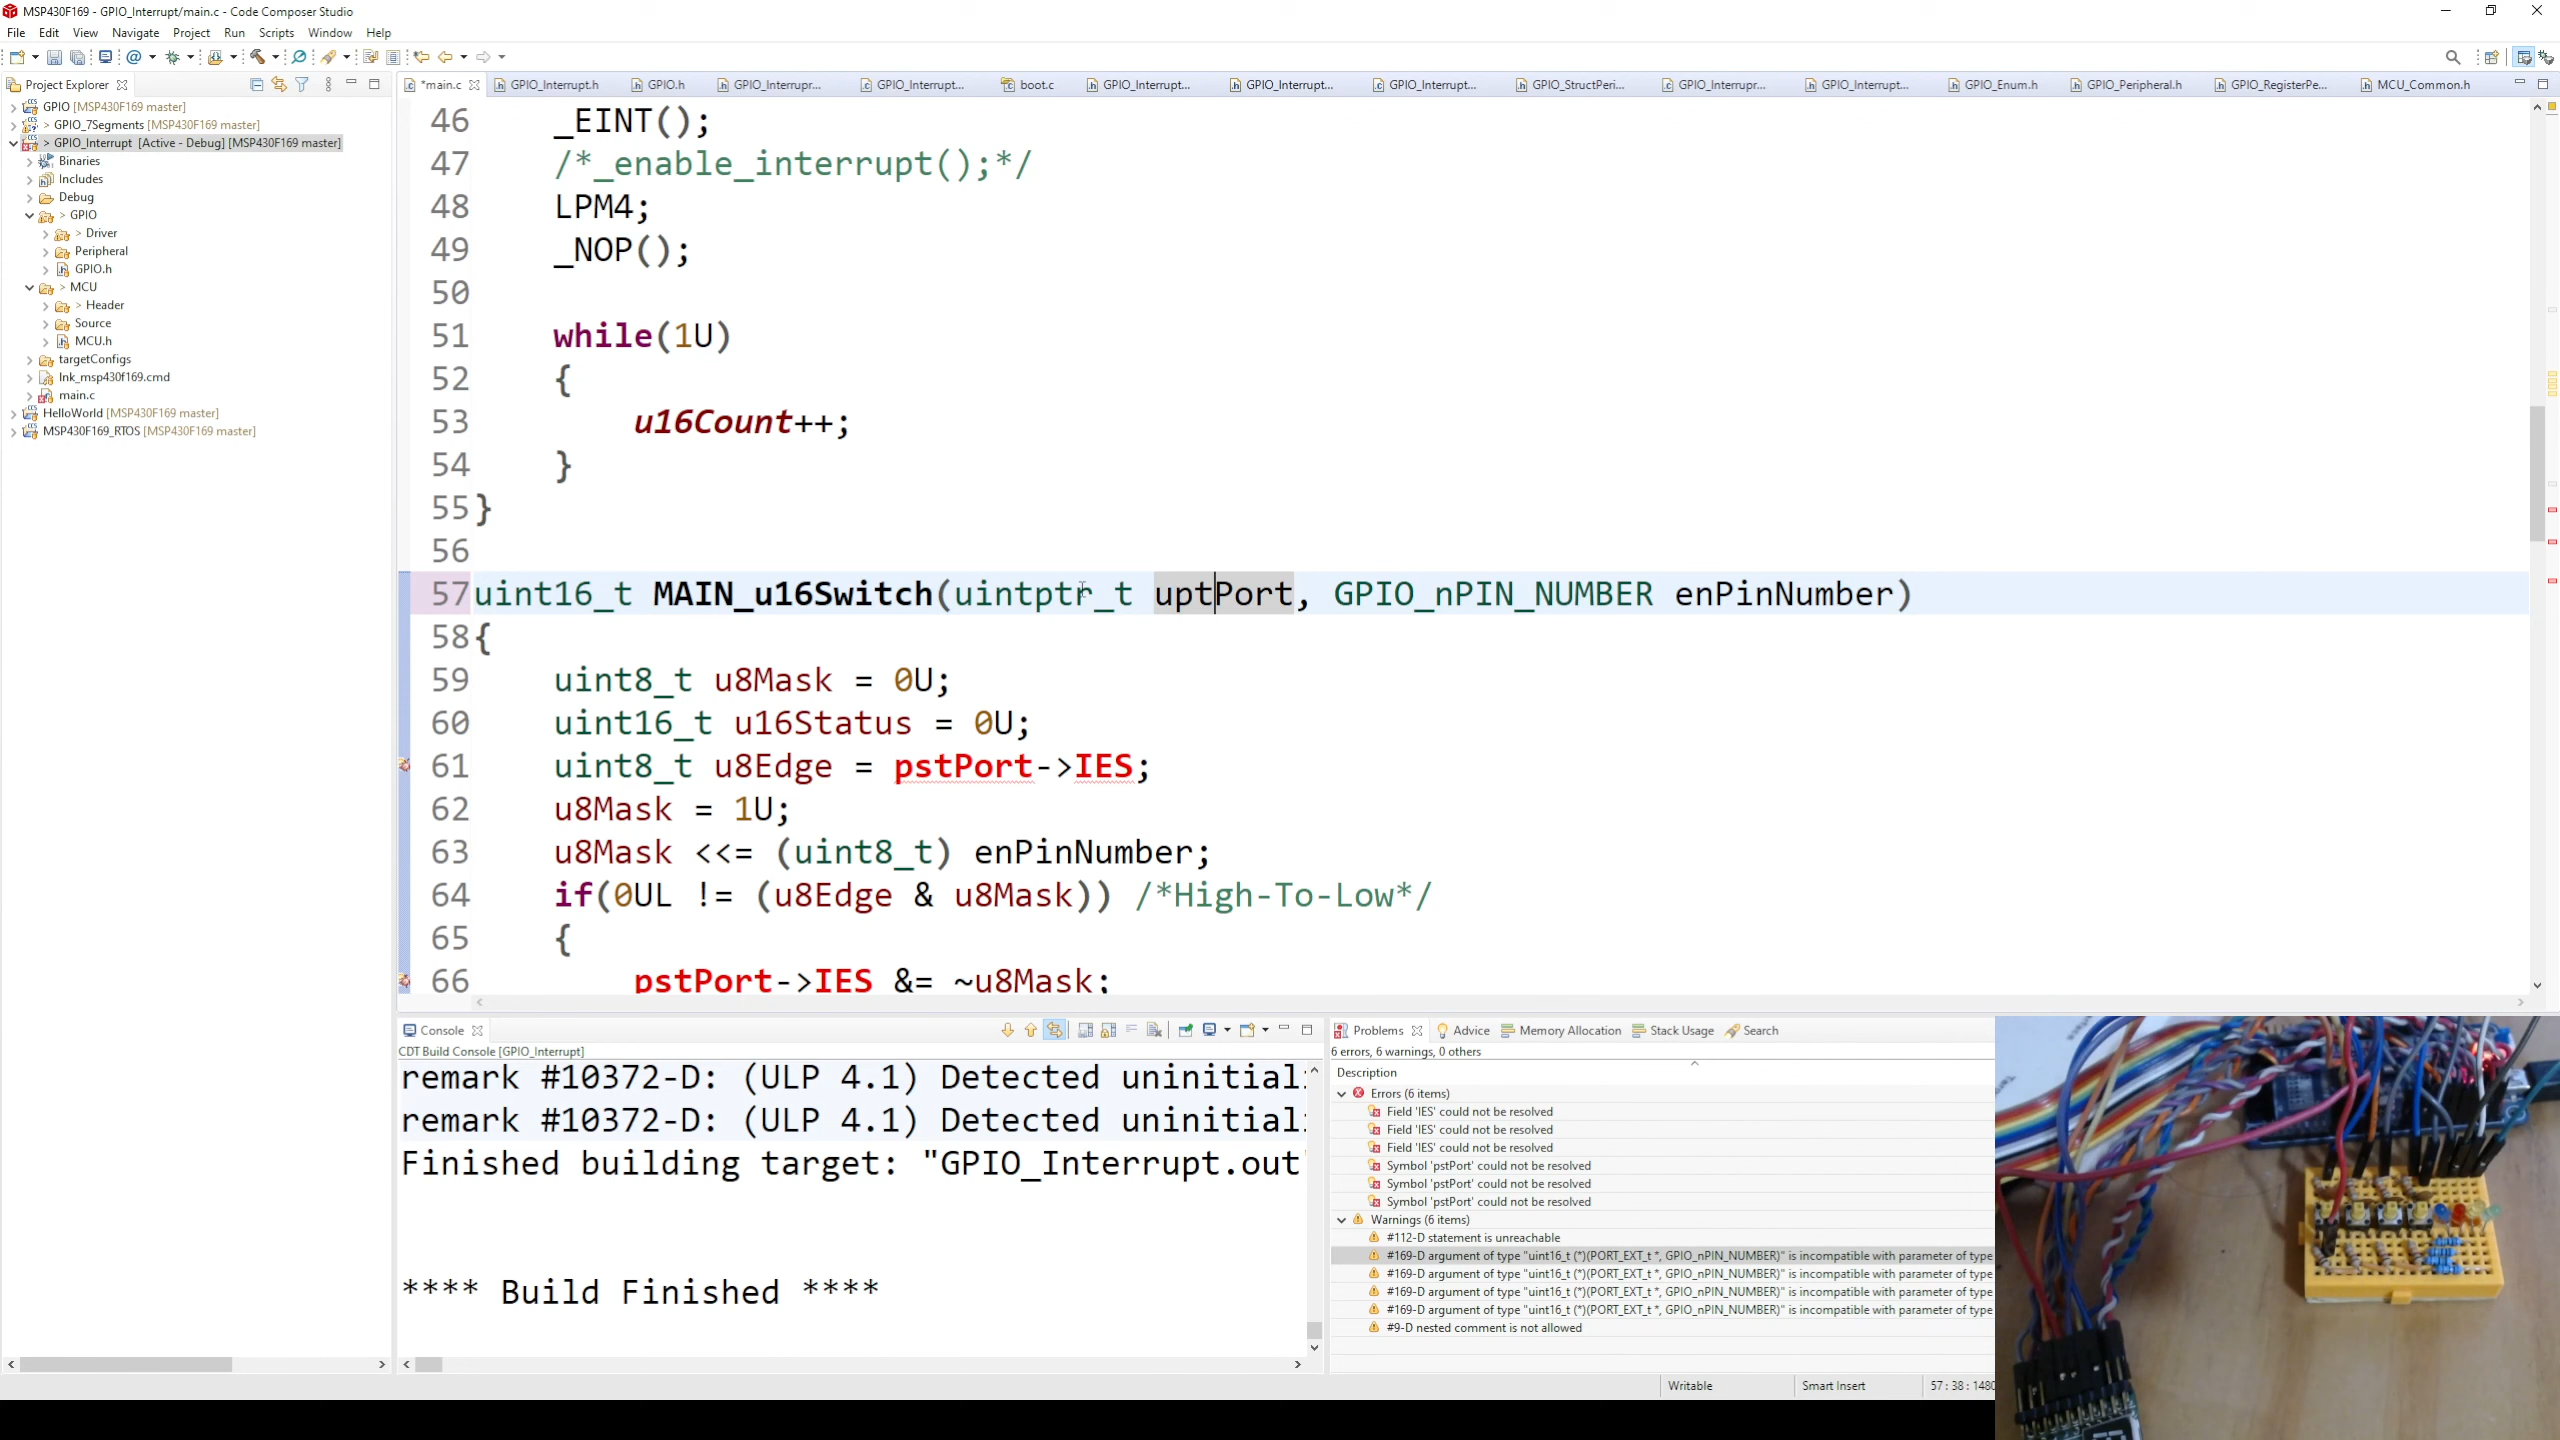 MSP430F169 - GPIO_Interrupt/main.c - Code Composer Studio
File Edit View Navigate Project Run Scripts Window Help
Project Explorer
*main.c GPIO_Interrupt.h GPIO.h GPIO_Interrupr... GPIO_Interrupt... boot.c GPIO_Interrupt... GPIO_Interrupt... GPIO_Interrupt... GPIO_StructPeri... GPIO_Interrupr... GPIO_Interrupt... GPIO_Enum.h GPIO_Peripheral.h GPIO_RegisterPe... MCU_Common.h
GPIO [MSP430F169 master]
> GPIO_7Segments [MSP430F169 master]
> GPIO_Interrupt [Active - Debug] [MSP430F169 master]
Binaries
Includes
Debug
> GPIO
> Driver
Peripheral
GPIO.h
> MCU
> Header
Source
MCU.h
targetConfigs
lnk_msp430f169.cmd
main.c
HelloWorld [MSP430F169 master]
MSP430F169_RTOS [MSP430F169 master]
46 _EINT();
47 /*_enable_interrupt();*/
48 LPM4;
49 _NOP();
50
51 while(1U)
52 {
53 u16Count++;
54 }
55 }
56
57 uint16_t MAIN_u16Switch(uintptr_t uptPort, GPIO_nPIN_NUMBER enPinNumber)
58 {
59 uint8_t u8Mask = 0U;
60 uint16_t u16Status = 0U;
61 uint8_t u8Edge = pstPort->IES;
62 u8Mask = 1U;
63 u8Mask <<= (uint8_t) enPinNumber;
64 if(0UL != (u8Edge & u8Mask)) /*High-To-Low*/
65 {
66 pstPort->IES &= ~u8Mask;
Console
CDT Build Console [GPIO_Interrupt]
remark #10372-D: (ULP 4.1) Detected uninitial
remark #10372-D: (ULP 4.1) Detected uninitial
Finished building target: "GPIO_Interrupt.out
**** Build Finished ****
Problems Advice Memory Allocation Stack Usage Search
6 errors, 6 warnings, 0 others
Description
Errors (6 items)
Field 'IES' could not be resolved
Field 'IES' could not be resolved
Field 'IES' could not be resolved
Symbol 'pstPort' could not be resolved
Symbol 'pstPort' could not be resolved
Symbol 'pstPort' could not be resolved
Warnings (6 items)
#112-D statement is unreachable
#169-D argument of type "uint16_t (*)(PORT_EXT_t *, GPIO_nPIN_NUMBER)" is incompatible with parameter of type
#169-D argument of type "uint16_t (*)(PORT_EXT_t *, GPIO_nPIN_NUMBER)" is incompatible with parameter of type
#169-D argument of type "uint16_t (*)(PORT_EXT_t *, GPIO_nPIN_NUMBER)" is incompatible with parameter of type
#169-D argument of type "uint16_t (*)(PORT_EXT_t *, GPIO_nPIN_NUMBER)" is incompatible with parameter of type
#9-D nested comment is not allowed
Writable Smart Insert 57 : 38 : 1480